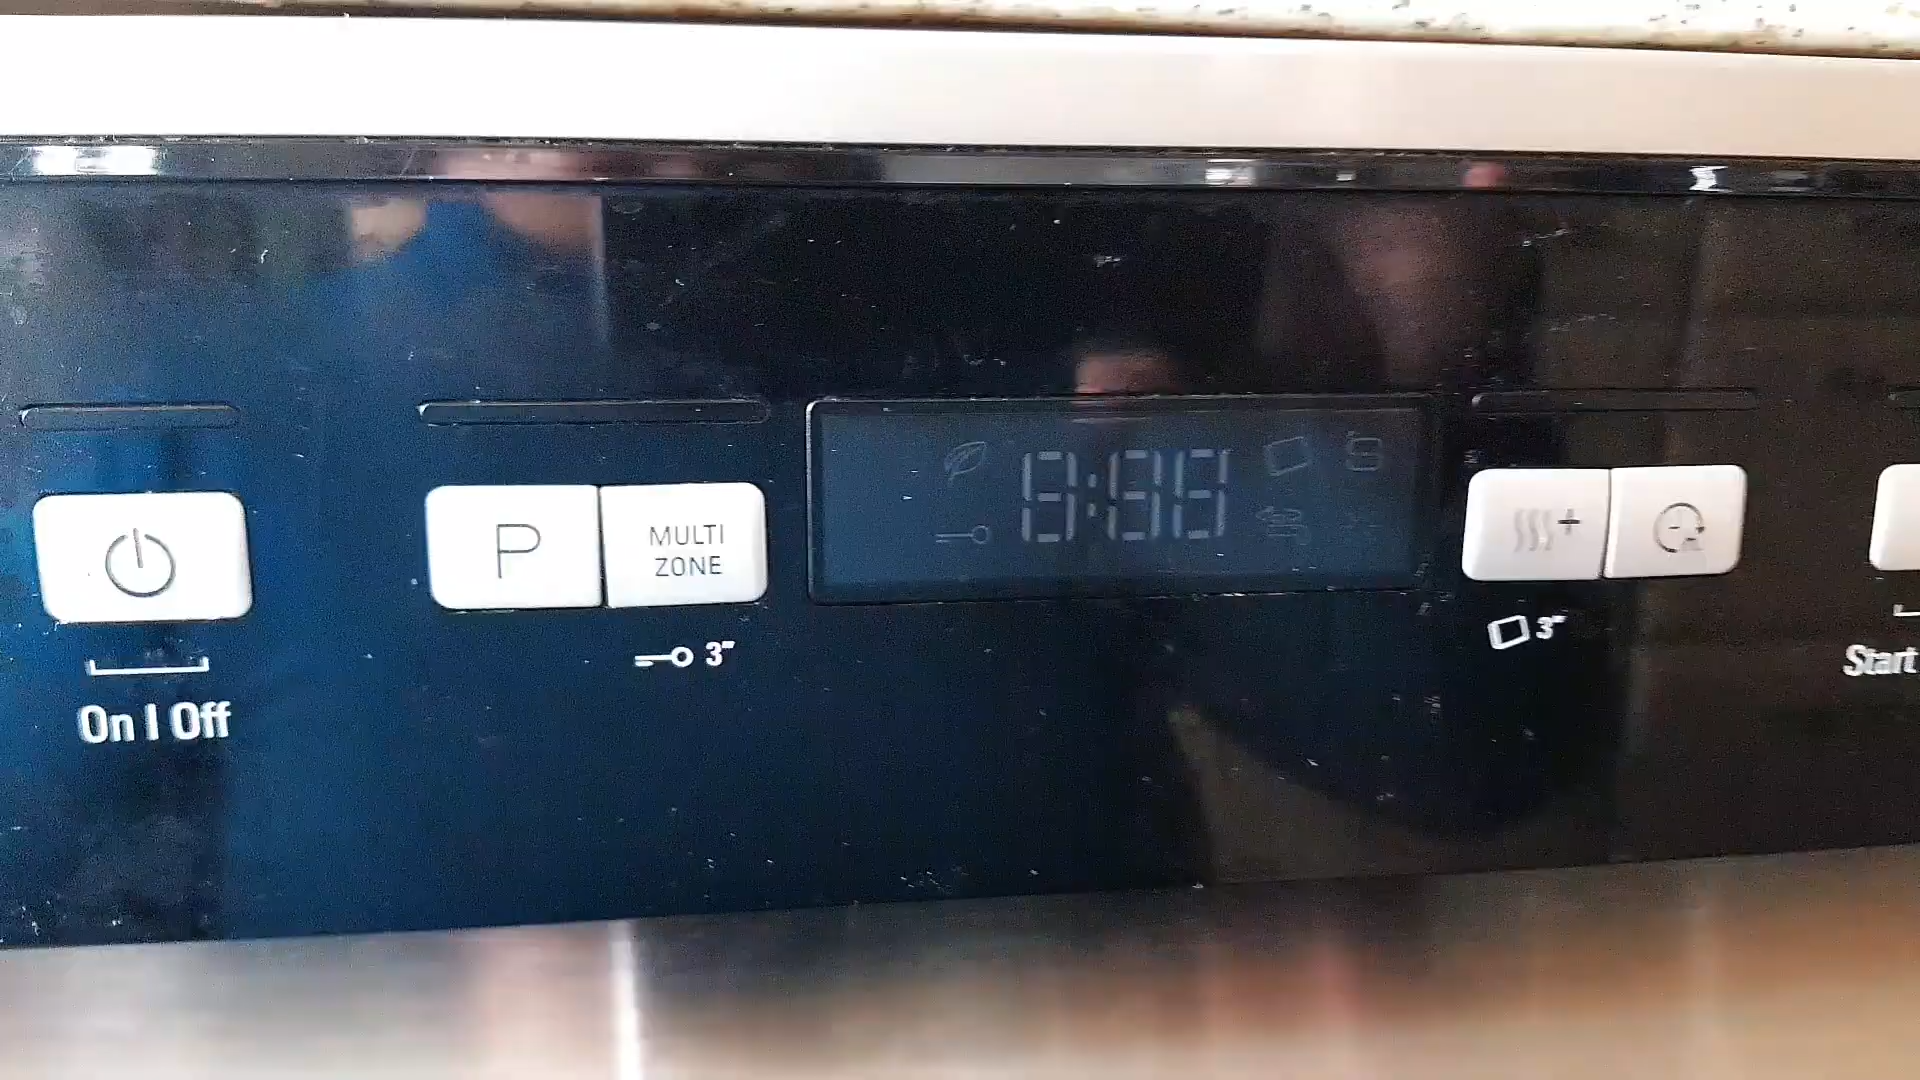 P
MULTI
ZONE
3"
3"
On | Off
Start